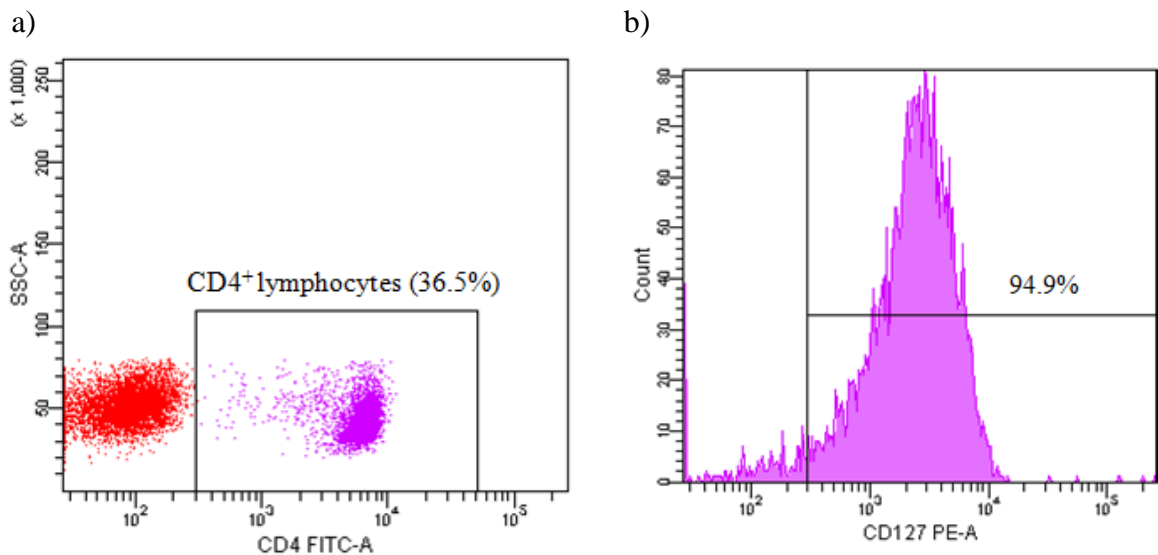 a)
b)
(x 1,000)
SSC-A
250
200
150
100
50
CD4⁺ lymphocytes (36.5%)
10²
10³
10⁴
10⁵
CD4 FITC-A
Count
80
70
60
50
40
30
20
10
0
94.9%
10²
10³
10⁴
10⁵
CD127 PE-A